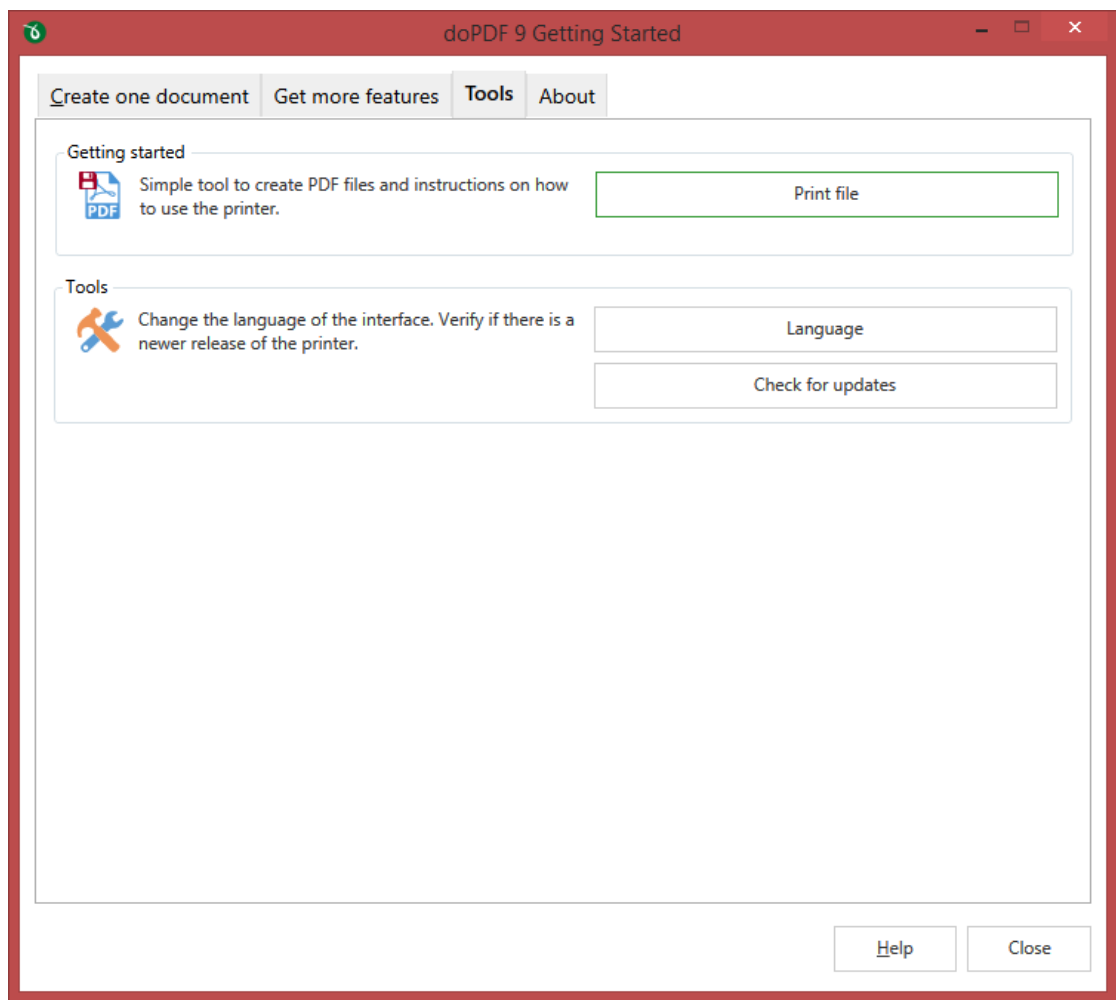 doPDF 9 Getting Started
Create one document
Get more features
Tools
About
Getting started
PDF
Simple tool to create PDF files and instructions on how
to use the printer.
Print file
Tools
Change the language of the interface. Verify if there is a
newer release of the printer.
Language
Check for updates
Help
Close